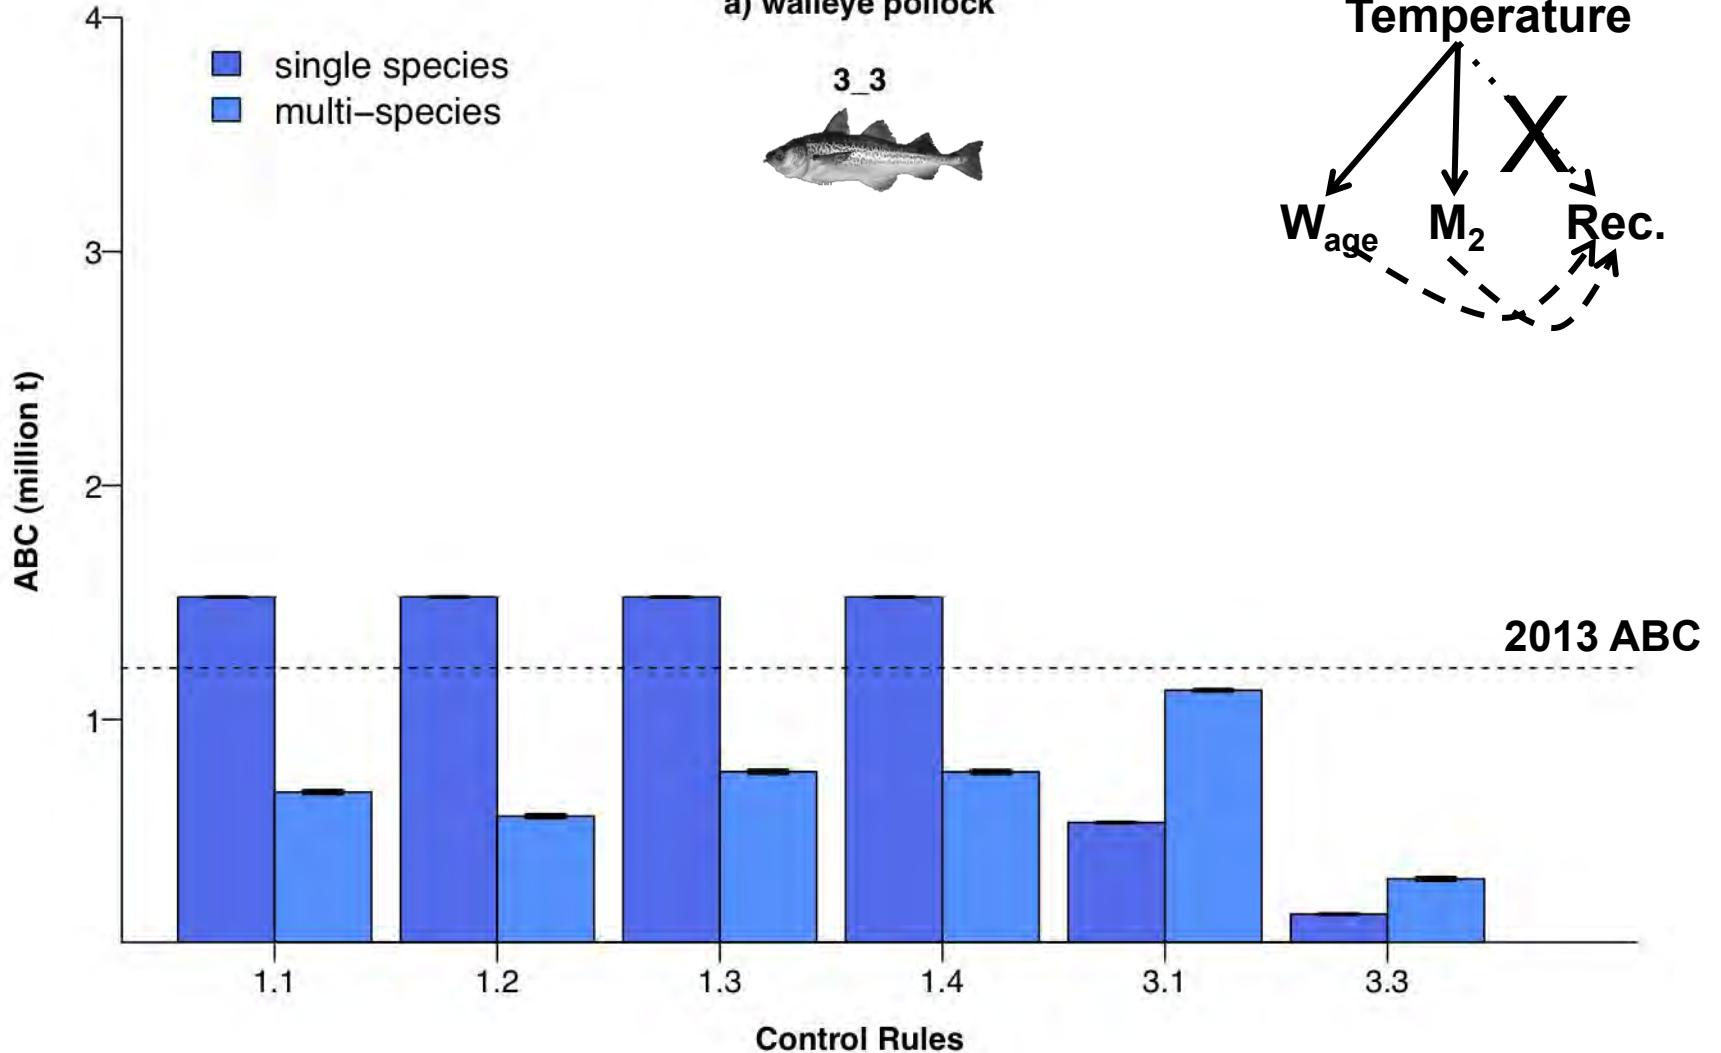 a) walleye pollock
3_3
single species
multi–species
Temperature
X
Wage
M2
Rec.
4
3
2
1
ABC (million t)
2013 ABC
1.1
1.2
1.3
1.4
3.1
3.3
Control Rules